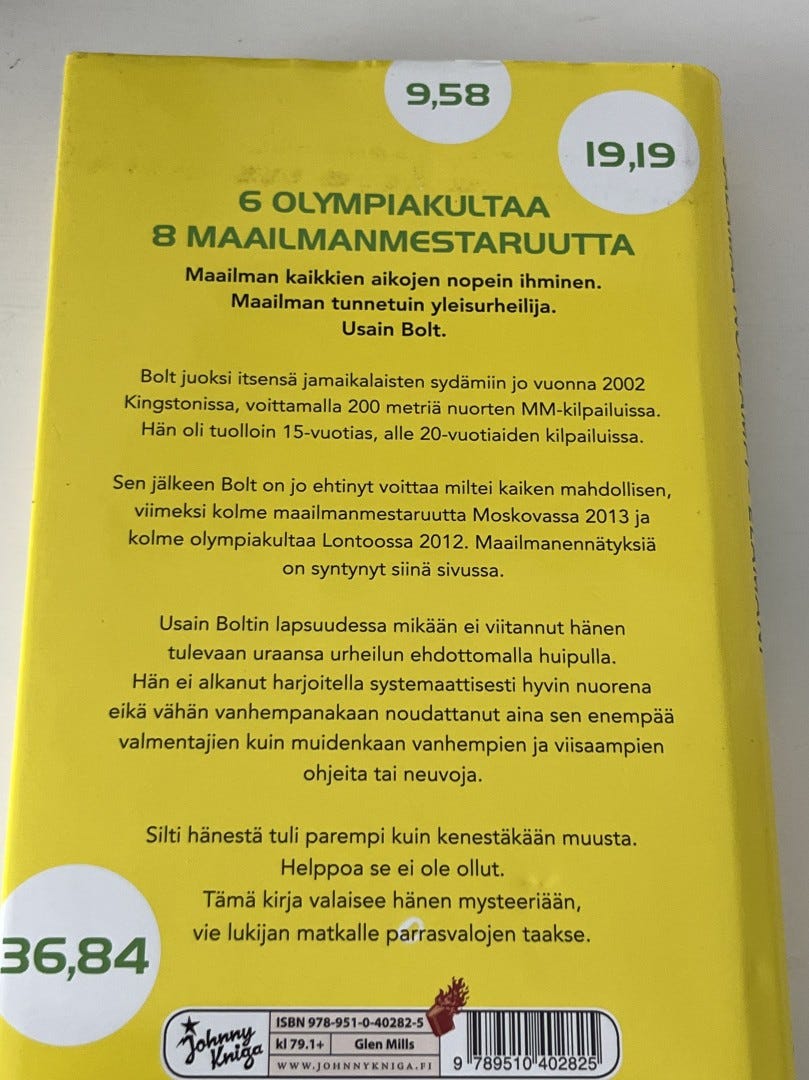 9,58
19,19
6 OLYMPIAKULTAA
8 MAAILMANMESTARUUTTA
Maailman kaikkien aikojen nopein ihminen.
Maailman tunnetuin yleisurheilija.
Usain Bolt.
Bolt juoksi itsensä jamaikalaisten sydämiin jo vuonna 2002
Kingstonissa, voittamalla 200 metriä nuorten MM-kilpailuissa.
Hän oli tuolloin 15-vuotias, alle 20-vuotiaiden kilpailuissa.
Sen jälkeen Bolt on jo ehtinyt voittaa miltei kaiken mahdollisen,
viimeksi kolme maailmanmestaruutta Moskovassa 2013 ja
kolme olympiakultaa Lontoossa 2012. Maailmanennätyksiä
on syntynyt siinä sivussa.
Usain Boltin lapsuudessa mikään ei viitannut hänen
tulevaan uraansa urheilun ehdottomalla huipulla.
Hän ei alkanut harjoitella systemaattisesti hyvin nuorena
eikä vähän vanhempanakaan noudattanut aina sen enempää
valmentajien kuin muidenkaan vanhempien ja viisaampien
ohjeita tai neuvoja.
Silti hänestä tuli parempi kuin kenestäkään muusta.
Helppoa se ei ole ollut.
Tämä kirja valaisee hänen mysteeriään,
vie lukijan matkalle parrasvalojen taakse.
36,84
Johnny
Kniga
ISBN 978-951-0-40282-5
kl 79.1+ Glen Mills
WWW.JOHNNYKNIGA.FI
9 789510 402825